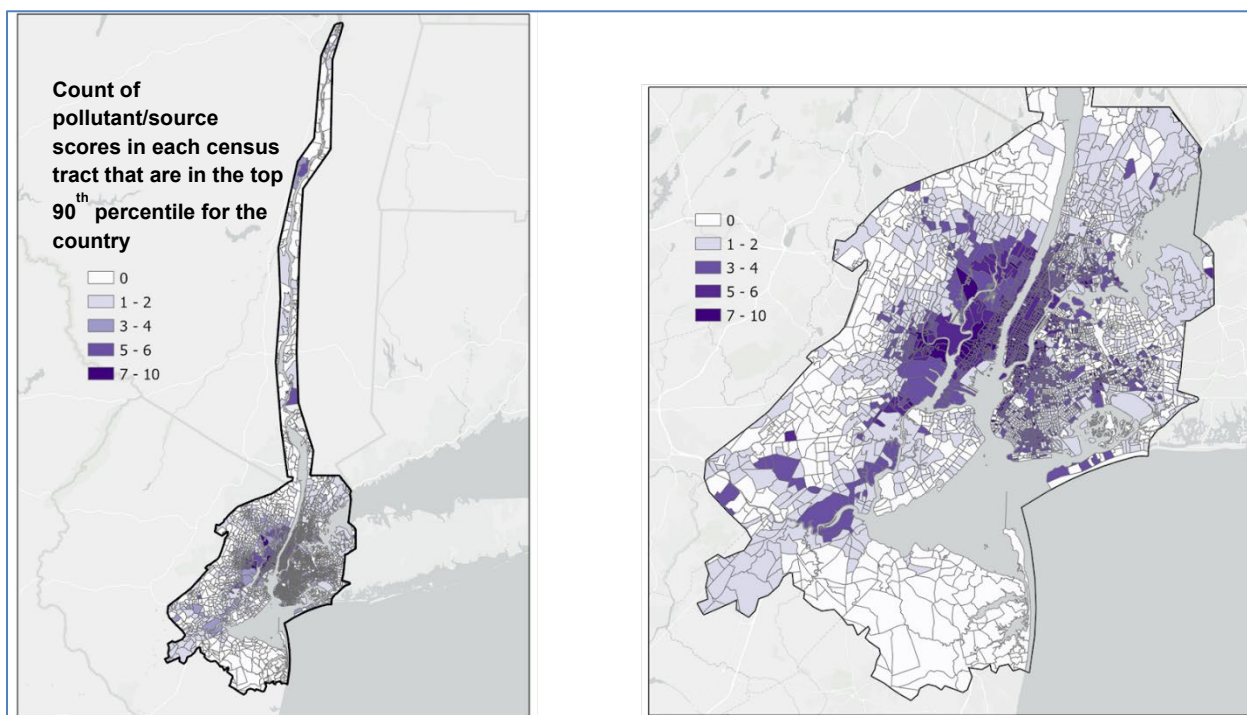 Count of
pollutant/source
scores in each census
tract that are in the top
90th percentile for the
country
0
1 - 2
3 - 4
5 - 6
7 - 10
0
1 - 2
3 - 4
5 - 6
7 - 10